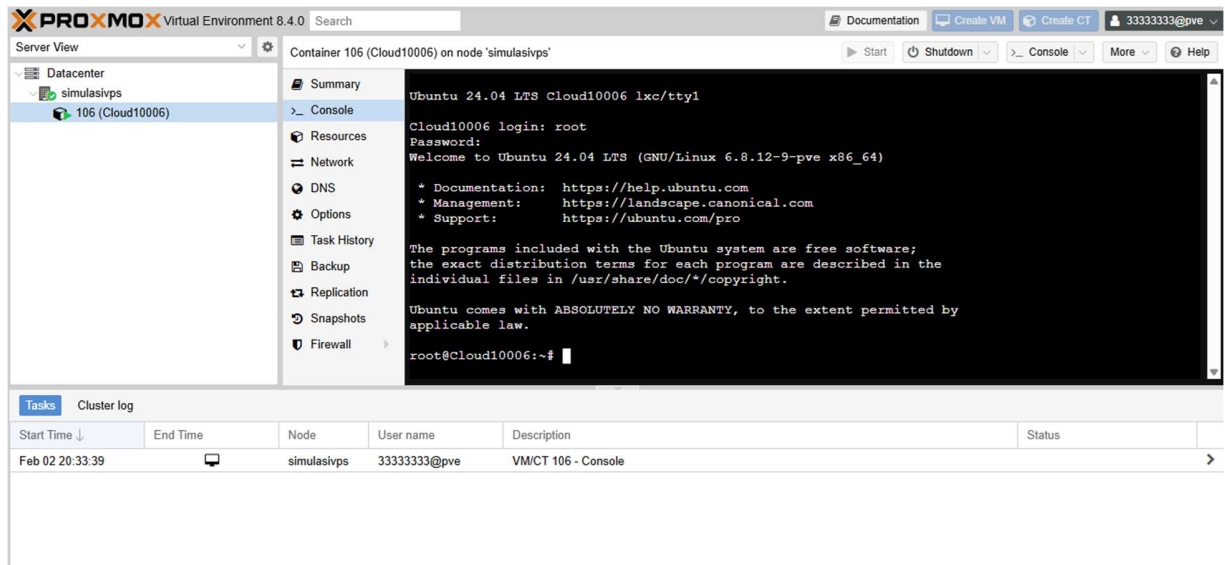 PROXMOX Virtual Environment 8.4.0 Search Documentation Create VM Create CT 33333333@pve
Server View
Datacenter
simulasivps
106 (Cloud10006)
Container 106 (Cloud10006) on node 'simulasivps' Start Shutdown Console More Help
Summary
Console
Resources
Network
DNS
Options
Task History
Backup
Replication
Snapshots
Firewall
Ubuntu 24.04 LTS Cloud10006 lxc/tty1
Cloud10006 login: root
Password:
Welcome to Ubuntu 24.04 LTS (GNU/Linux 6.8.12-9-pve x86_64)
* Documentation: https://help.ubuntu.com
* Management: https://landscape.canonical.com
* Support: https://ubuntu.com/pro
The programs included with the Ubuntu system are free software;
the exact distribution terms for each program are described in the
individual files in /usr/share/doc/*/copyright.
Ubuntu comes with ABSOLUTELY NO WARRANTY, to the extent permitted by
applicable law.
root@Cloud10006:~#
Tasks Cluster log
Start Time End Time Node User name Description Status
Feb 02 20:33:39 simulasivps 33333333@pve VM/CT 106 - Console